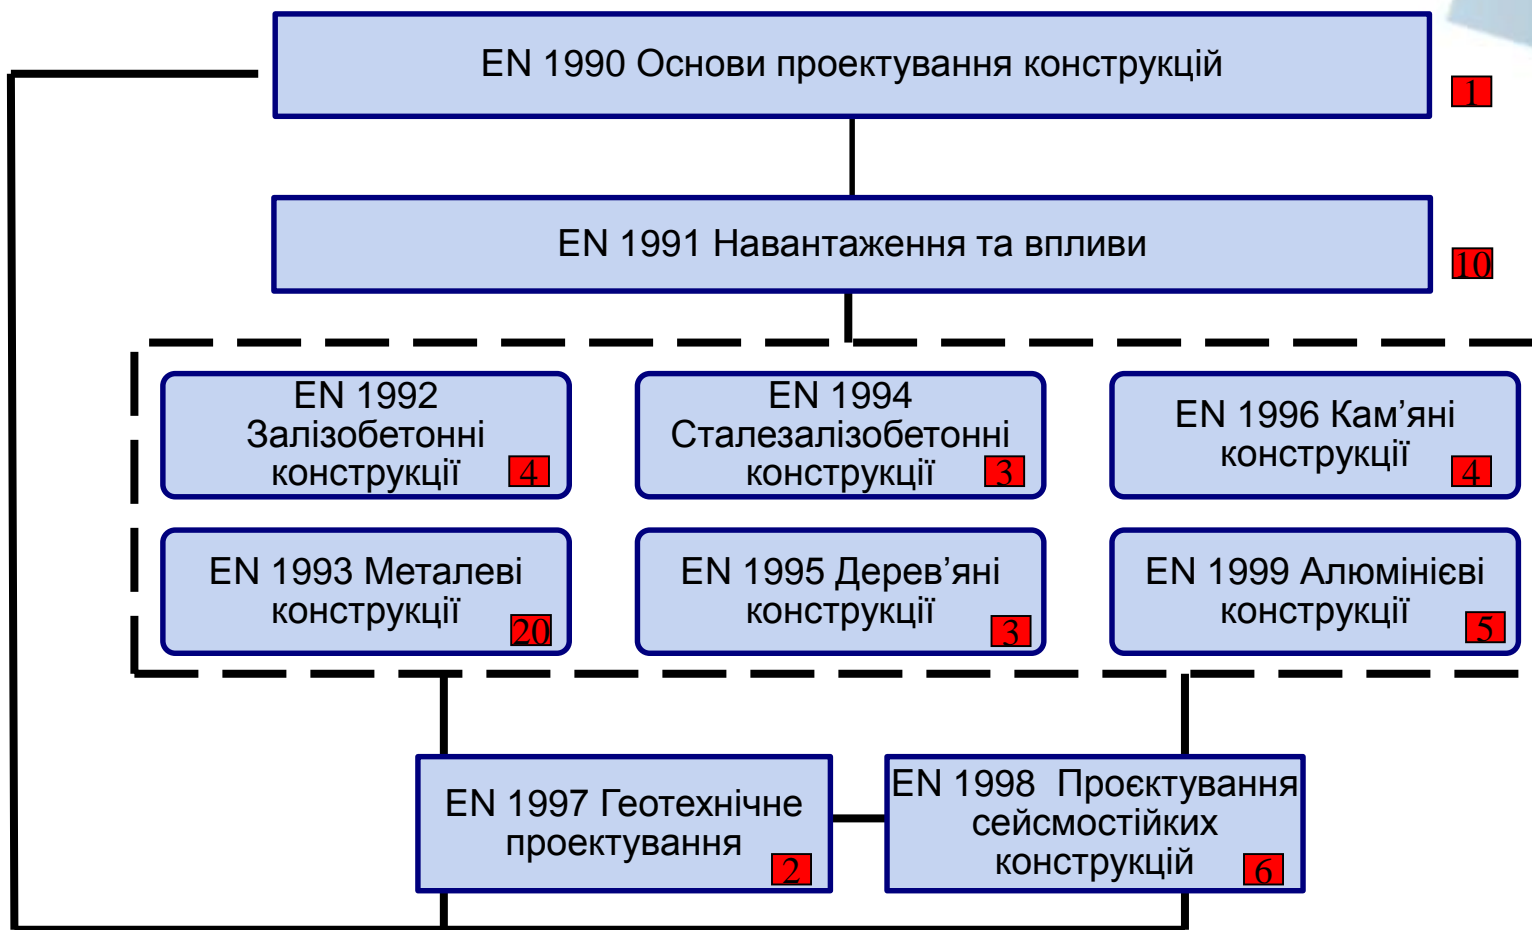 EN 1990 Основи проектування конструкцій
1
EN 1991 Навантаження та впливи
10
EN 1992
Залізобетонні
конструкції
4
EN 1994
Сталезалізобетонні
конструкції
3
EN 1996 Кам’яні
конструкції
4
EN 1993 Металеві
конструкції
20
EN 1995 Дерев’яні
конструкції
3
EN 1999 Алюмінієві
конструкції
5
EN 1997 Геотехнічне
проектування
2
EN 1998  Проєктування
сейсмостійких
конструкцій
6